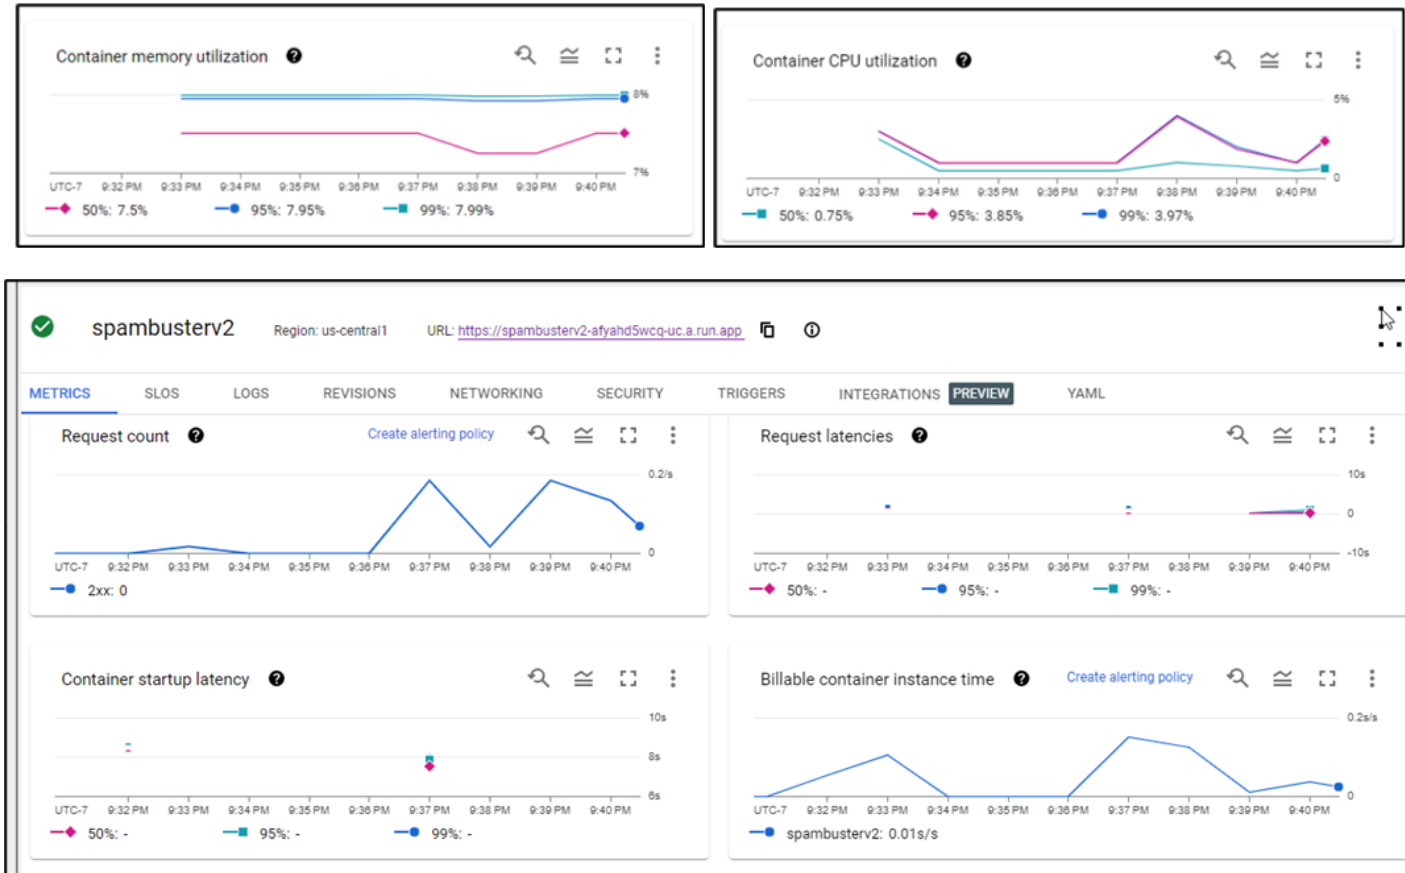 Container memory utilization
8%
7%
UTC-7 9:32 PM 9:33 PM 9:34 PM 9:35 PM 9:36 PM 9:37 PM 9:38 PM 9:39 PM 9:40 PM
50%: 7.5% 95%: 7.95% 99%: 7.99%
Container CPU utilization
5%
0
UTC-7 9:32 PM 9:33 PM 9:34 PM 9:35 PM 9:36 PM 9:37 PM 9:38 PM 9:39 PM 9:40 PM
50%: 0.75% 95%: 3.85% 99%: 3.97%
spambusterv2 Region: us-central1 URL: https://spambusterv2-afyahd5wcq-uc.a.run.app
METRICS SLOS LOGS REVISIONS NETWORKING SECURITY TRIGGERS INTEGRATIONS PREVIEW YAML
Request count Create alerting policy
0.2/s
0
UTC-7 9:32 PM 9:33 PM 9:34 PM 9:35 PM 9:36 PM 9:37 PM 9:38 PM 9:39 PM 9:40 PM
2xx: 0
Request latencies
10s
0
-10s
UTC-7 9:32 PM 9:33 PM 9:34 PM 9:35 PM 9:36 PM 9:37 PM 9:38 PM 9:39 PM 9:40 PM
50%: - 95%: - 99%: -
Container startup latency
10s
8s
6s
UTC-7 9:32 PM 9:33 PM 9:34 PM 9:35 PM 9:36 PM 9:37 PM 9:38 PM 9:39 PM 9:40 PM
50%: - 95%: - 99%: -
Billable container instance time Create alerting policy
0.2s/s
0
UTC-7 9:32 PM 9:33 PM 9:34 PM 9:35 PM 9:36 PM 9:37 PM 9:38 PM 9:39 PM 9:40 PM
spambusterv2: 0.01s/s